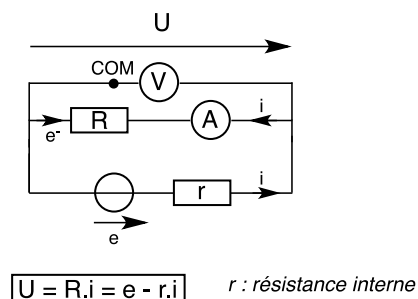 U
COM
V
e-
R
A
i
r
i
e
U = R.i = e - r.i
r : résistance interne